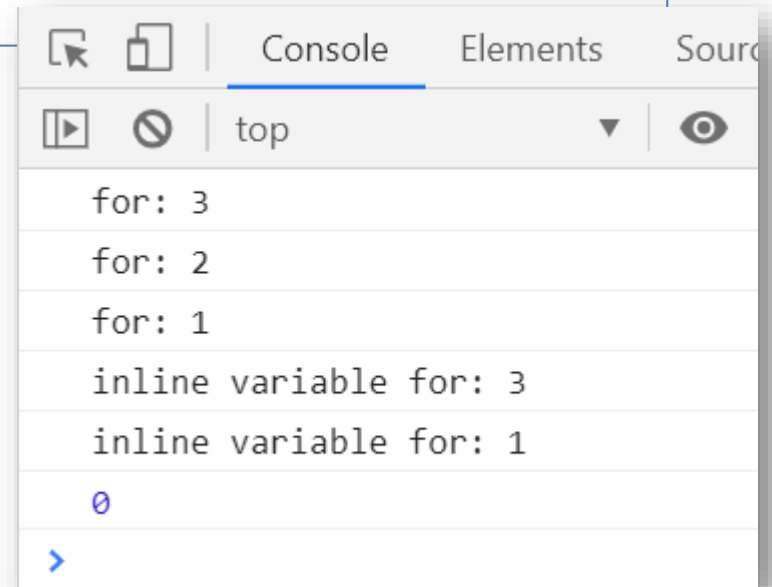 Console Elements Sourc
top
for: 3
for: 2
for: 1
inline variable for: 3
inline variable for: 1
0